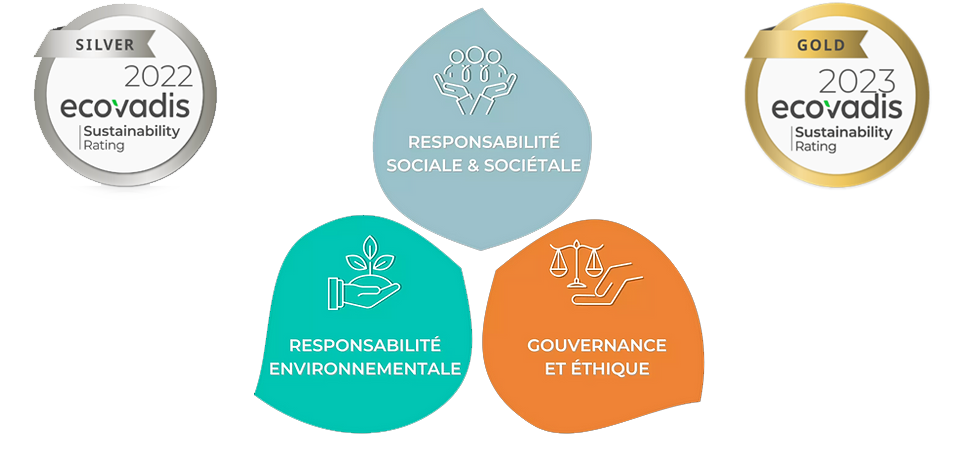 SILVER
2022
ecovadis
Sustainability
Rating
RESPONSABILITÉ
SOCIALE & SOCIÉTALE
GOLD
2023
ecovadis
Sustainability
Rating
RESPONSABILITÉ
ENVIRONNEMENTALE
GOUVERNANCE
ET ÉTHIQUE